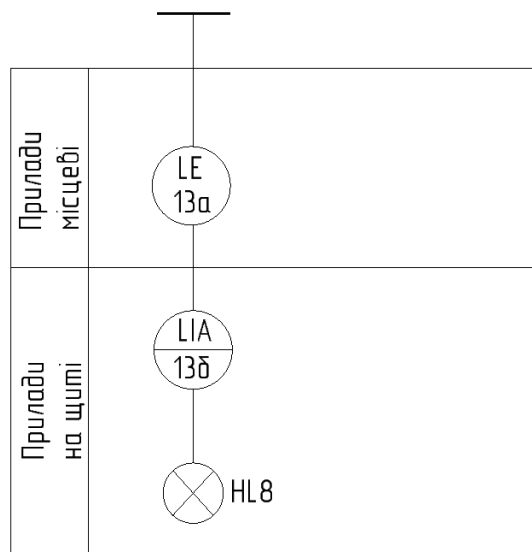 Прилади
місцеві
LE
13а
Прилади
на щиті
LIA
13б
HL8